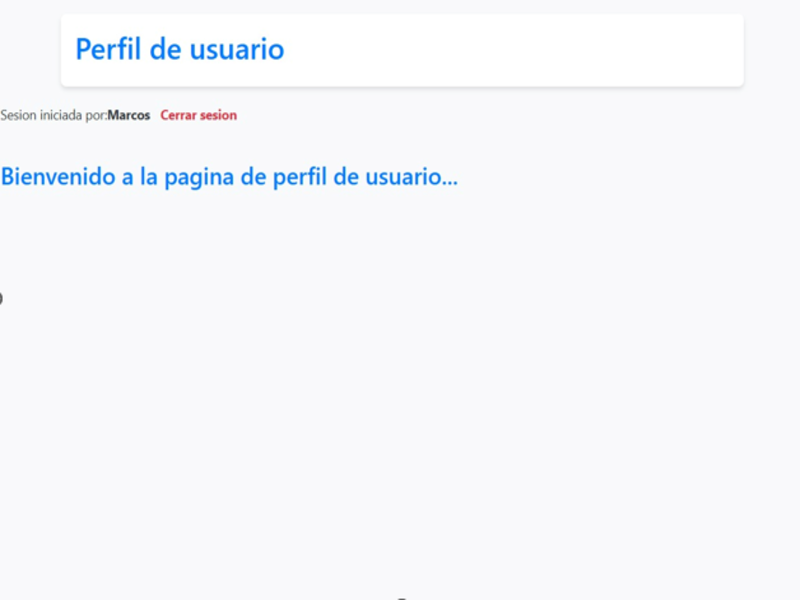 Perfil de usuario
Sesion iniciada por:Marcos Cerrar sesion
Bienvenido a la pagina de perfil de usuario...